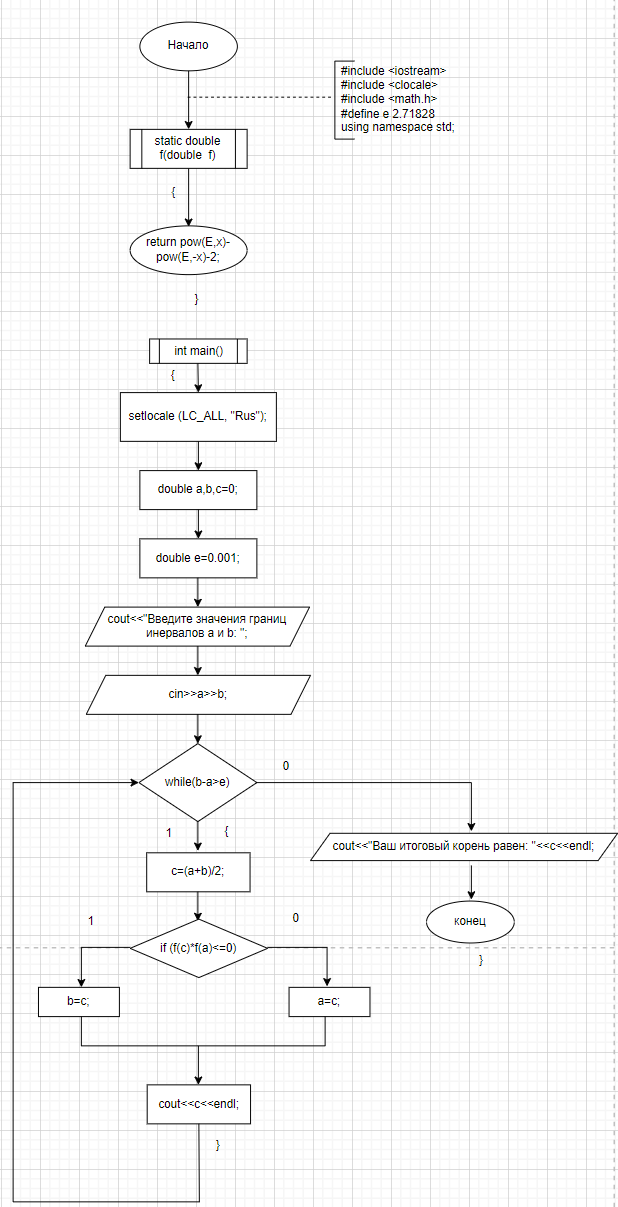 Начало
#include <iostream>
#include <clocale>
#include <math.h>
#define e 2.71828
using namespace std;
static double
f(double f)
{
return pow(E,x)-
pow(E,-x)-2;
}
int main()
{
setlocale (LC_ALL, "Rus");
double a,b,c=0;
double e=0.001;
cout<<"Введите значения границ
инервалов a и b: ";
cin>>a>>b;
while(b-a>e)
0
1
{
cout<<"Ваш итоговый корень равен: "<<c<<endl;
c=(a+b)/2;
конец
}
1
0
if (f(c)*f(a)<=0)
b=c;
a=c;
cout<<c<<endl;
}